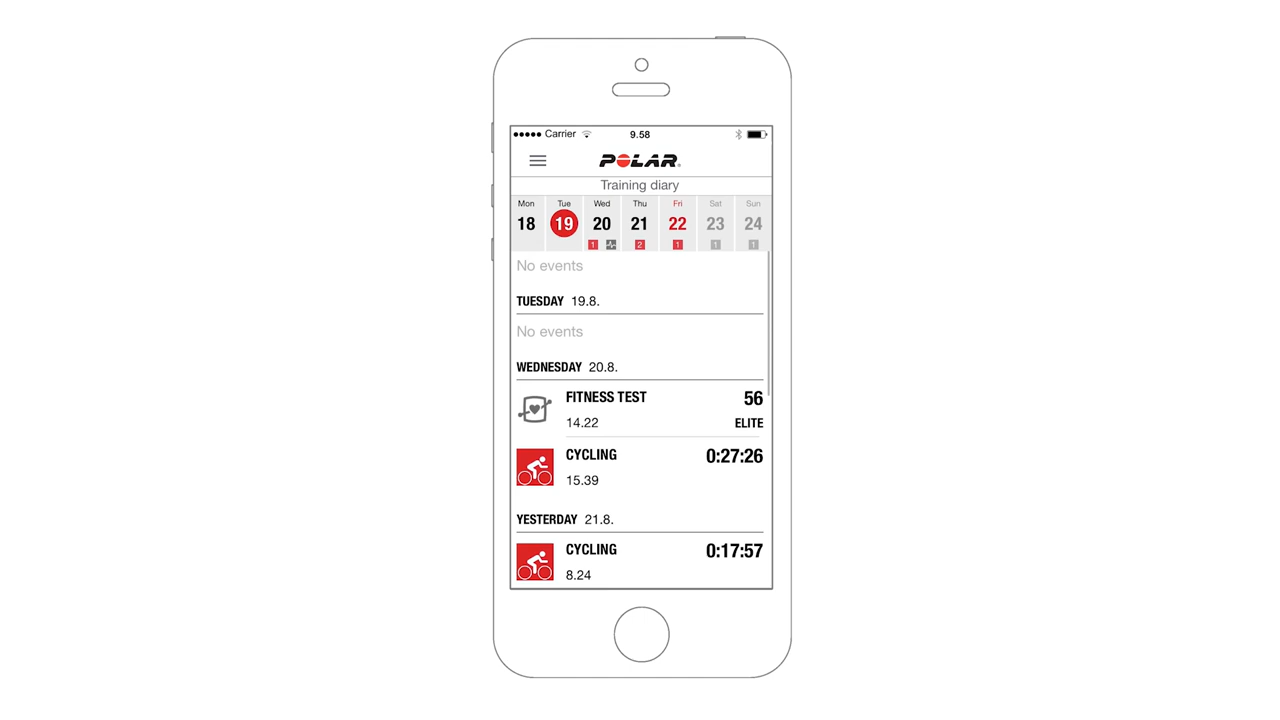 Carrier 9.58
POLAR
Training diary
Mon Tue Wed Thu Fri Sat Sun
18 19 20 21 22 23 24
1 2 1 1 1
No events
TUESDAY 19.8.
No events
WEDNESDAY 20.8.
FITNESS TEST 56
14.22 ELITE
CYCLING 0:27:26
15.39
YESTERDAY 21.8.
CYCLING 0:17:57
8.24